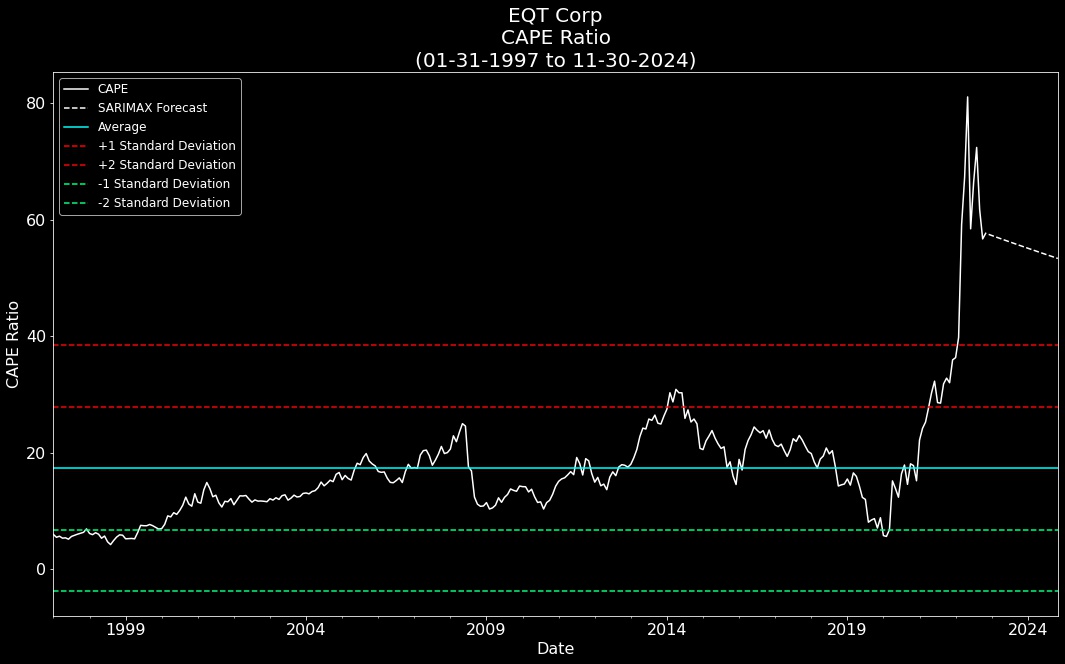 EQT Corp
CAPE Ratio
(01-31-1997 to 11-30-2024)
CAPE
SARIMAX Forecast
Average
+1 Standard Deviation
+2 Standard Deviation
-1 Standard Deviation
-2 Standard Deviation
CAPE Ratio
80
60
40
20
0
1999 2004 2009 2014 2019 2024
Date